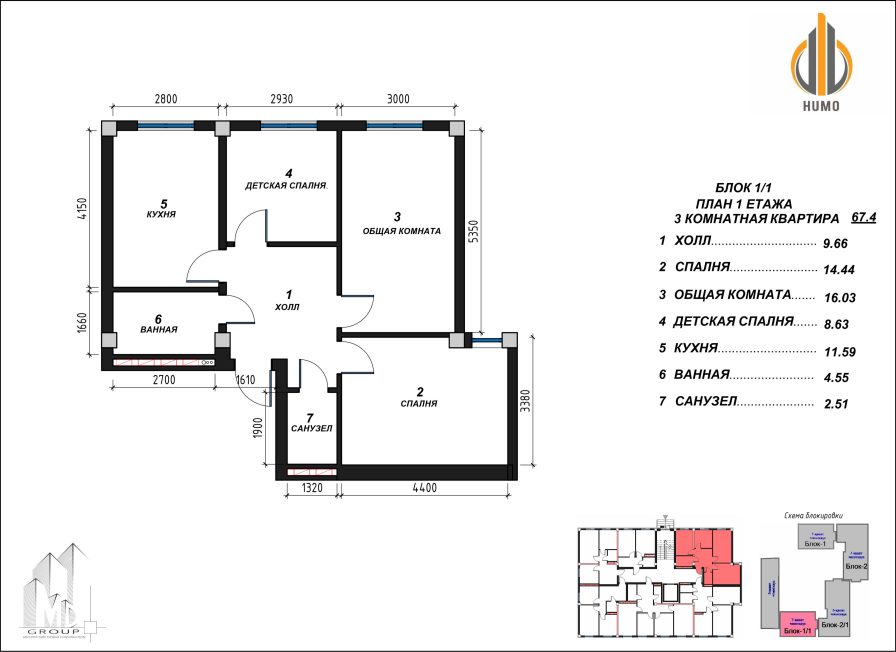 HUMO
2800
2930
3000
4150
5350
1660
4
ДЕТСКАЯ СПАЛНЯ.
5
КУХНЯ
3
ОБЩАЯ КОМНАТА
1
ХОЛЛ
6
ВАННАЯ
2
СПАЛНЯ
7
САНУЗЕЛ
2700
1610
1900
3380
1320
4400
БЛОК 1/1
ПЛАН 1 ЕТАЖА
3 КОМНАТНАЯ КВАРТИРА 67.4
1 ХОЛЛ............................ 9.66
2 СПАЛНЯ....................... 14.44
3 ОБЩАЯ КОМНАТА....... 16.03
4 ДЕТСКАЯ СПАЛНЯ....... 8.63
5 КУХНЯ.......................... 11.59
6 ВАННАЯ........................ 4.55
7 САНУЗЕЛ...................... 2.51
Схема блокировки
Блок-1
Блок-2
Блок-1/1
Блок-2/1
MD
GROUP